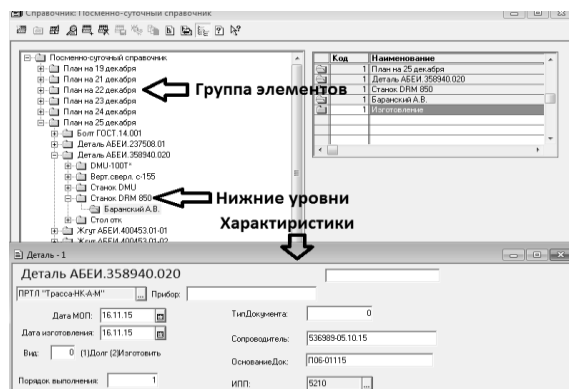 Справочник: Посменно-суточный справочник
Посменно-суточный справочник
План на 19 декабря
План на 21 декабря
План на 22 декабря
План на 23 декабря
План на 24 декабря
План на 25 декабря
Болт ГОСТ.14.001
Деталь АБЕИ.237508.01
Деталь АБЕИ.358940.020
DMU-100T*
Верт.сверл. с-155
Станок DMU
Станок DRM 850
Баранский А.В.
Стол отк
Жгут АБЕИ.400453.01-01
Жгут АБЕИ.400453.01-02
Группа элементов
Нижние уровни
Характиристики
Код Наименование
1 План на 25 декабря
1 Деталь АБЕИ.358940.020
1 Станок DRM 850
1 Баранский А.В.
1 Изготовление
Деталь - 1
Деталь АБЕИ.358940.020
ПРТЛ "Трасса-НК-А-М" ... Прибор:
Дата МОП: 16.11.15
ТипДокумента: 0
Дата изготовления: 16.11.15
Сопроводитель: 536989-05.10.15
Вид: 0 (1)Долг (2)Изготовить
ОснованиеДок: П06-01115
Порядок выполнения: 1
ИПП: 5210 ...